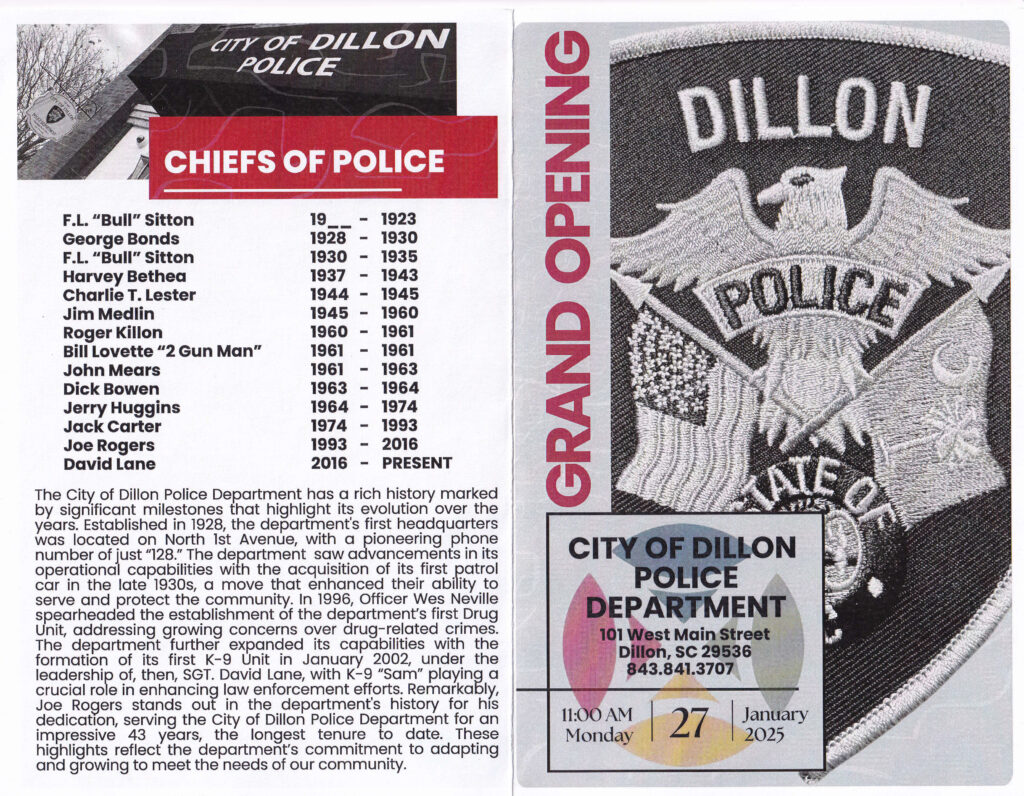 CITY OF DILLON
POLICE
CHIEFS OF POLICE
F.L. “Bull” Sitton 19__ - 1923
George Bonds 1928 - 1930
F.L. “Bull” Sitton 1930 - 1935
Harvey Bethea 1937 - 1943
Charlie T. Lester 1944 - 1945
Jim Medlin 1945 - 1960
Roger Killon 1960 - 1961
Bill Lovette “2 Gun Man” 1961 - 1961
John Mears 1961 - 1963
Dick Bowen 1963 - 1964
Jerry Huggins 1964 - 1974
Jack Carter 1974 - 1993
Joe Rogers 1993 - 2016
David Lane 2016 - PRESENT
The City of Dillon Police Department has a rich history marked
by significant milestones that highlight its evolution over the
years. Established in 1928, the department's first headquarters
was located on North 1st Avenue, with a pioneering phone
number of just “128.” The department saw advancements in its
operational capabilities with the acquisition of its first patrol
car in the late 1930s, a move that enhanced their ability to
serve and protect the community. In 1996, Officer Wes Neville
spearheaded the establishment of the department’s first Drug
Unit, addressing growing concerns over drug-related crimes.
The department further expanded its capabilities with the
formation of its first K-9 Unit in January 2002, under the
leadership of, then, SGT. David Lane, with K-9 “Sam” playing a
crucial role in enhancing law enforcement efforts. Remarkably,
Joe Rogers stands out in the department's history for his
dedication, serving the City of Dillon Police Department for an
impressive 43 years, the longest tenure to date. These
highlights reflect the department’s commitment to adapting
and growing to meet the needs of our community.
GRAND OPENING
DILLON
POLICE
STATE OF
CITY OF DILLON
POLICE
DEPARTMENT
101 West Main Street
Dillon, SC 29536
843.841.3707
11:00 AM
Monday
27
January
2025